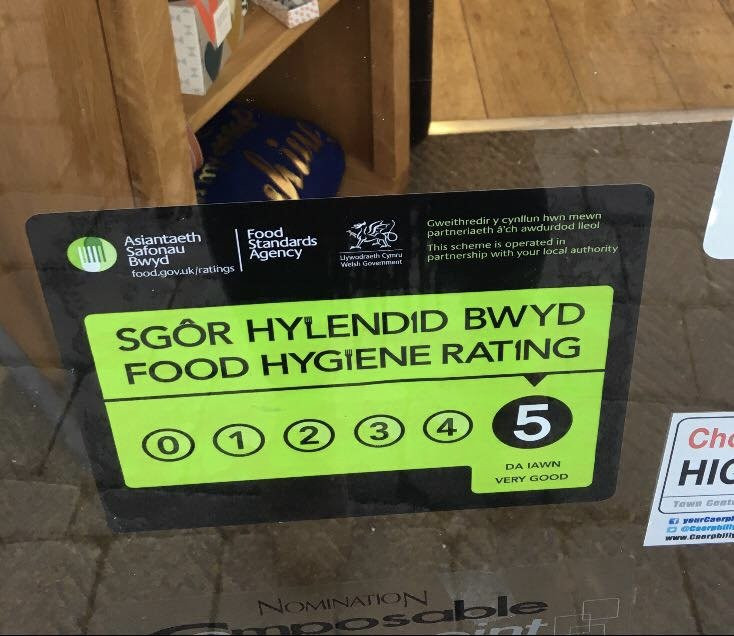 Asiantaeth
Safonau
Bwyd
food.gov.uk/ratings
Food
Standards
Agency
Llywodraeth Cymru
Welsh Government
Gweithredir y cynllun hwn mewn
partneriaeth â'ch awdurdod lleol
This scheme is operated in
partnership with your local authority
SGÔR HYLENDID BWYD
FOOD HYGIENE RATING
0 1 2 3 4 5
DA IAWN
VERY GOOD
NOMINATION